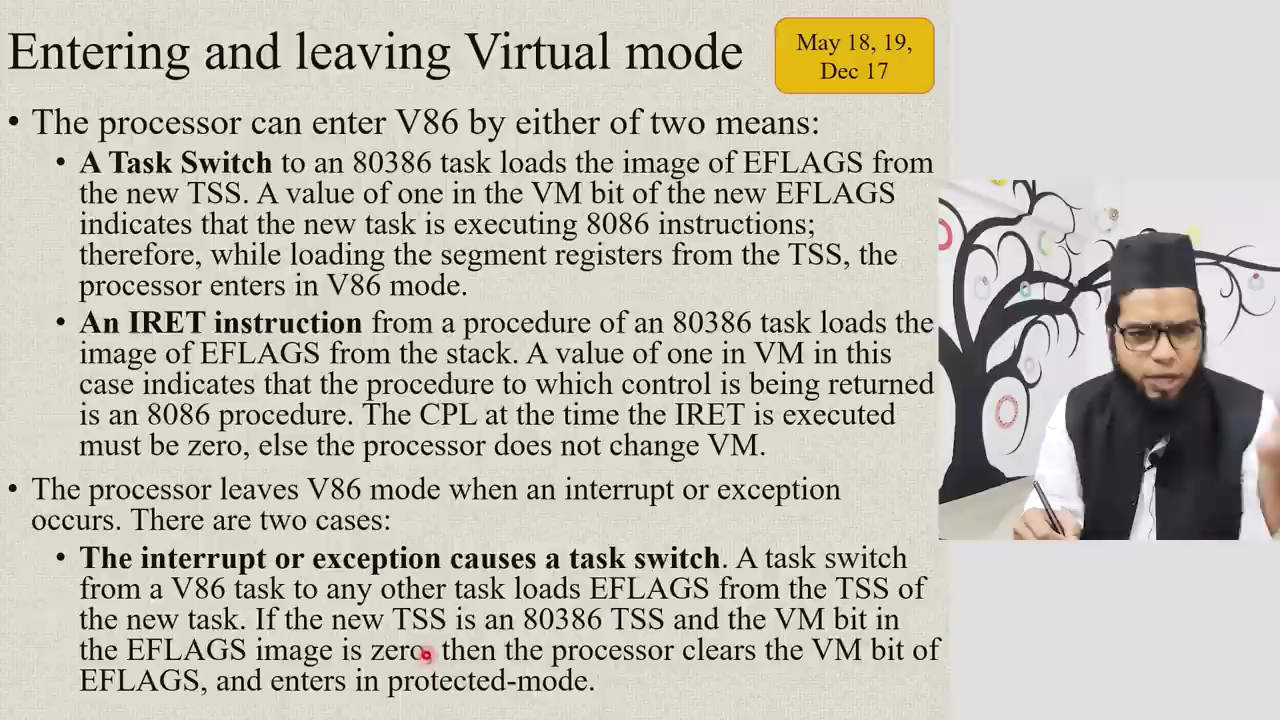 Entering and leaving Virtual mode
May 18, 19,
Dec 17
• The processor can enter V86 by either of two means:
• A Task Switch to an 80386 task loads the image of EFLAGS from
the new TSS. A value of one in the VM bit of the new EFLAGS
indicates that the new task is executing 8086 instructions;
therefore, while loading the segment registers from the TSS, the
processor enters in V86 mode.
• An IRET instruction from a procedure of an 80386 task loads the
image of EFLAGS from the stack. A value of one in VM in this
case indicates that the procedure to which control is being returned
is an 8086 procedure. The CPL at the time the IRET is executed
must be zero, else the processor does not change VM.
• The processor leaves V86 mode when an interrupt or exception
occurs. There are two cases:
• The interrupt or exception causes a task switch. A task switch
from a V86 task to any other task loads EFLAGS from the TSS of
the new task. If the new TSS is an 80386 TSS and the VM bit in
the EFLAGS image is zero, then the processor clears the VM bit of
EFLAGS, and enters in protected-mode.